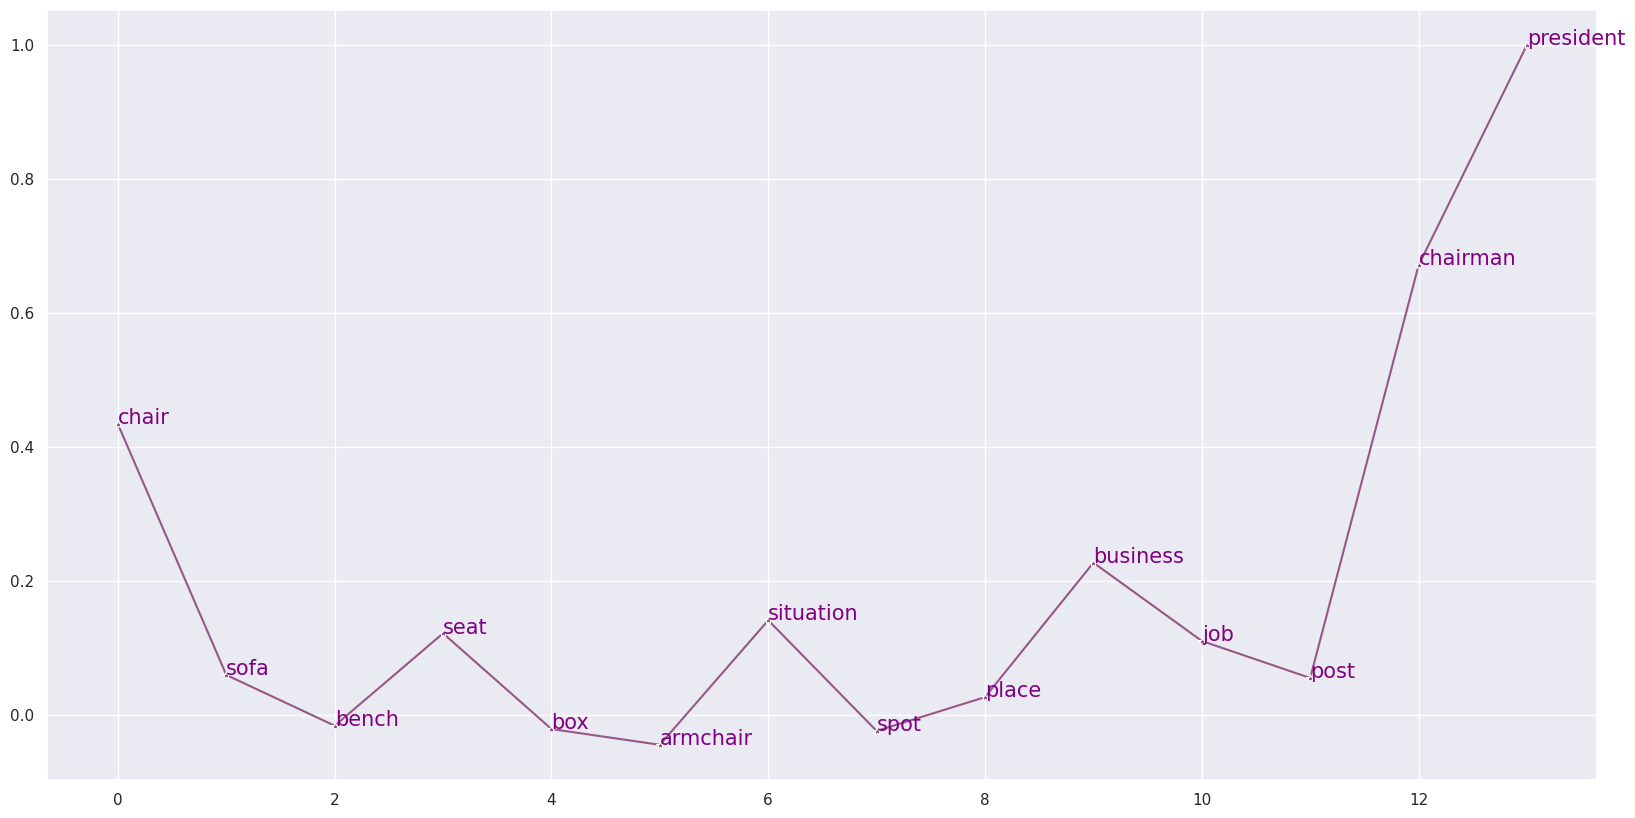 1.0
0.8
0.6
0.4
0.2
0.0
president
chairman
chair
business
situation
seat
job
sofa
post
place
bench
box
spot
armchair
0 2 4 6 8 10 12